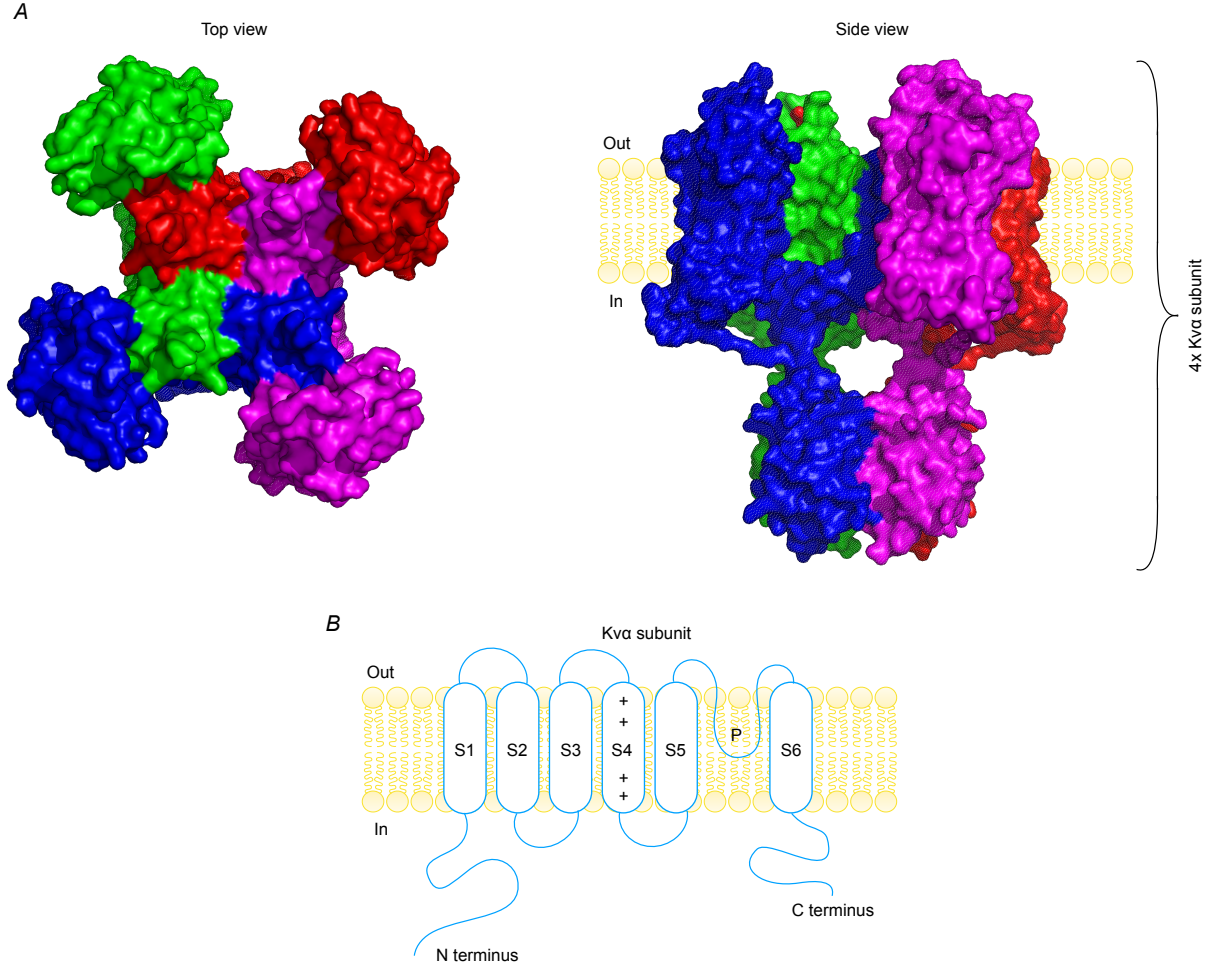 A
Top view
Side view
Out
In
4x Kvα subunit
B
Kvα subunit
Out
S1
S2
S3
+
+
S4
+
+
S5
P
S6
In
C terminus
N terminus